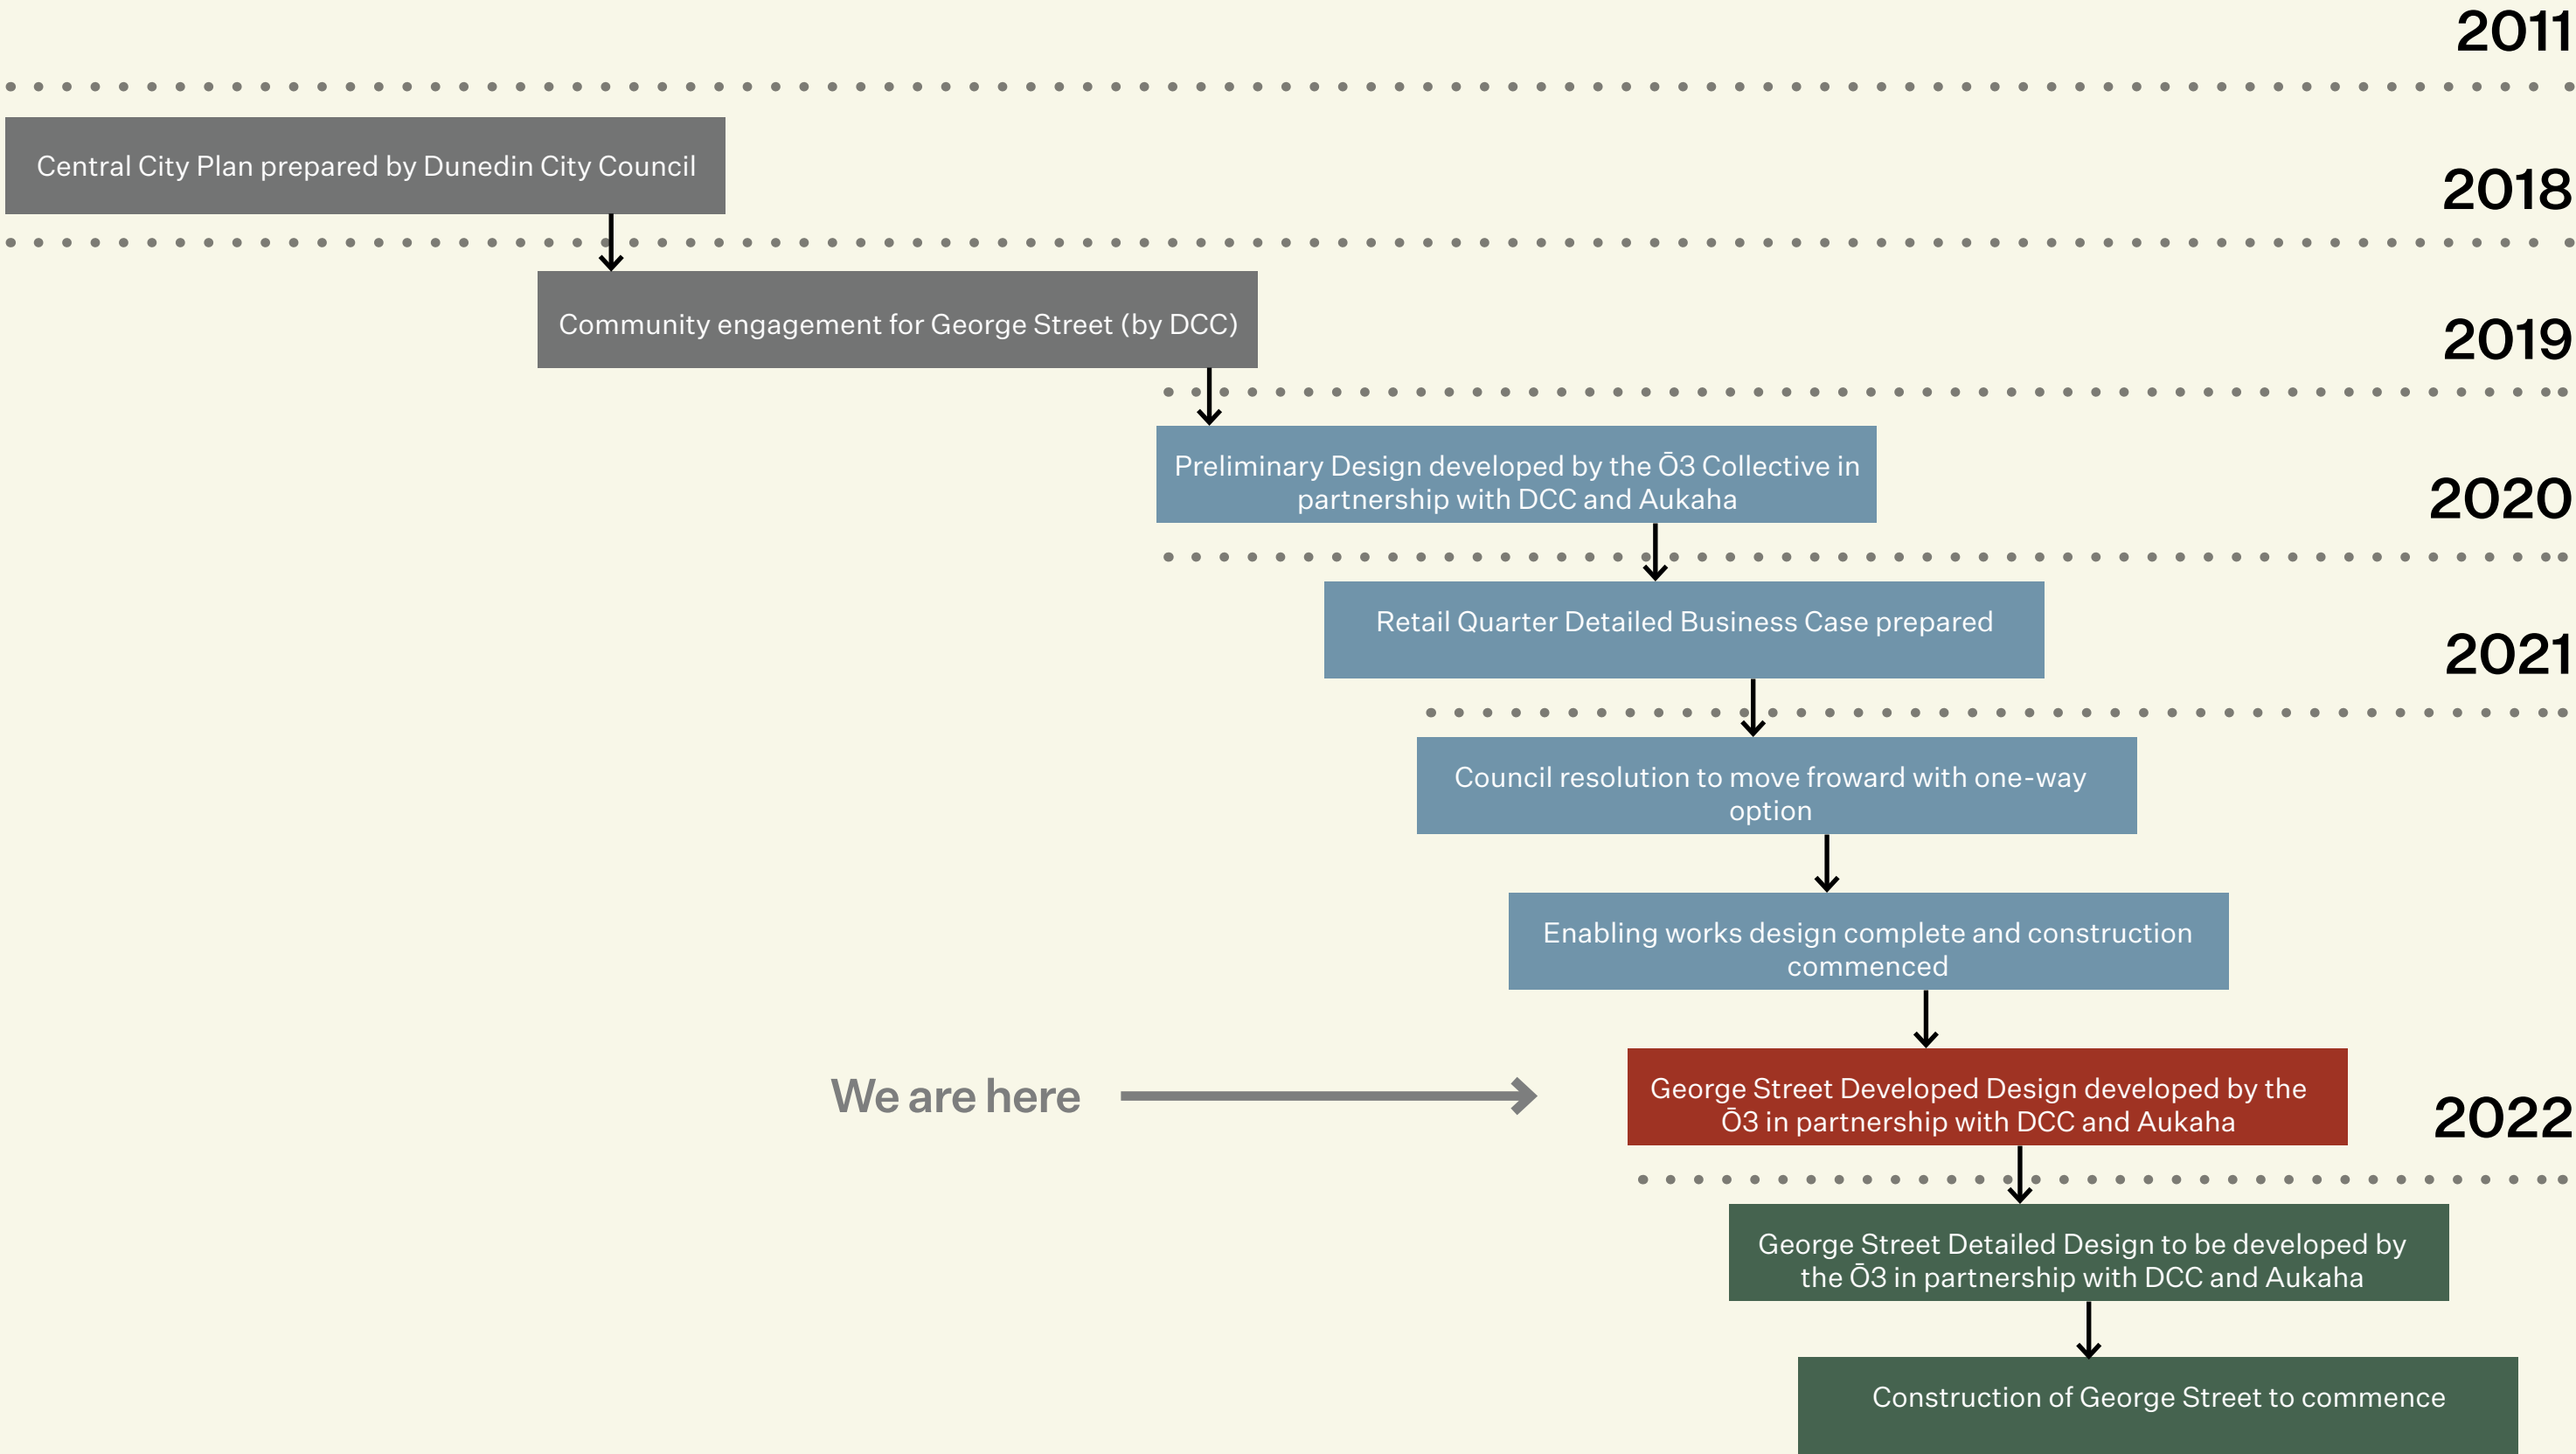 2011
Central City Plan prepared by Dunedin City Council
2018
Community engagement for George Street (by DCC)
2019
Preliminary Design developed by the Ō3 Collective in
partnership with DCC and Aukaha
2020
Retail Quarter Detailed Business Case prepared
2021
Council resolution to move froward with one-way
option
Enabling works design complete and construction
commenced
We are here
George Street Developed Design developed by the
Ō3 in partnership with DCC and Aukaha
2022
George Street Detailed Design to be developed by
the Ō3 in partnership with DCC and Aukaha
Construction of George Street to commence